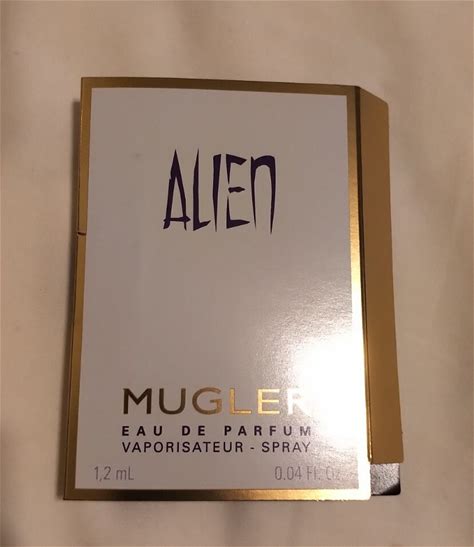 ALIEN
MUGLER
EAU DE PARFUM
VAPORISATEUR - SPRAY
1,2 mL 0.04 Fl. Oz